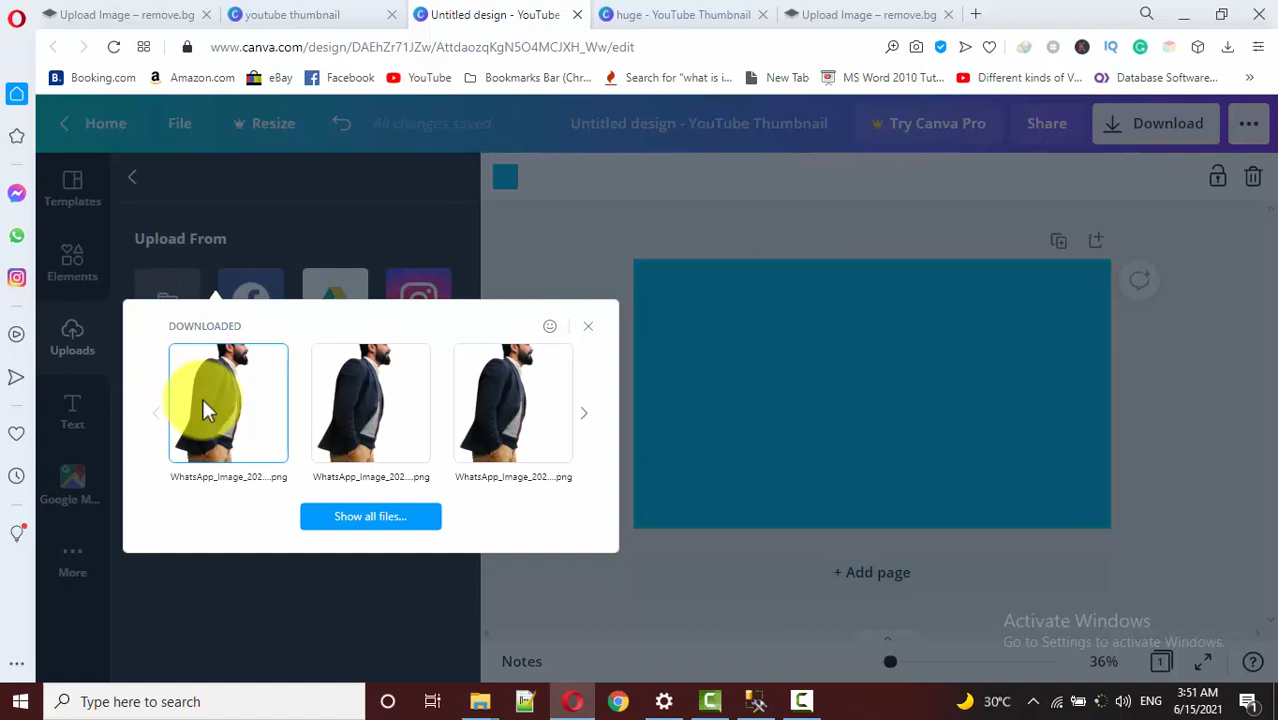 Upload Image – remove.bg
youtube thumbnail
Untitled design - YouTube
huge - YouTube Thumbnail
Upload Image – remove.bg
www.canva.com/design/DAEhZr71JZw/AttdaozqKgN5O4MCJXH_Ww/edit
Booking.com
Amazon.com
eBay
Facebook
YouTube
Bookmarks Bar (Chr...
Search for "what is i...
New Tab
MS Word 2010 Tut...
Different kinds of V...
Database Software...
Home
File
Resize
All changes saved
Untitled design - YouTube Thumbnail
Try Canva Pro
Share
Download
Templates
Elements
Uploads
Text
Google M...
More
Upload From
DOWNLOADED
WhatsApp_Image_202....png
WhatsApp_Image_202....png
WhatsApp_Image_202....png
Show all files...
+ Add page
Activate Windows
Go to Settings to activate Windows.
Notes
36%
1
Type here to search
30°C
ENG
3:51 AM
6/15/2021